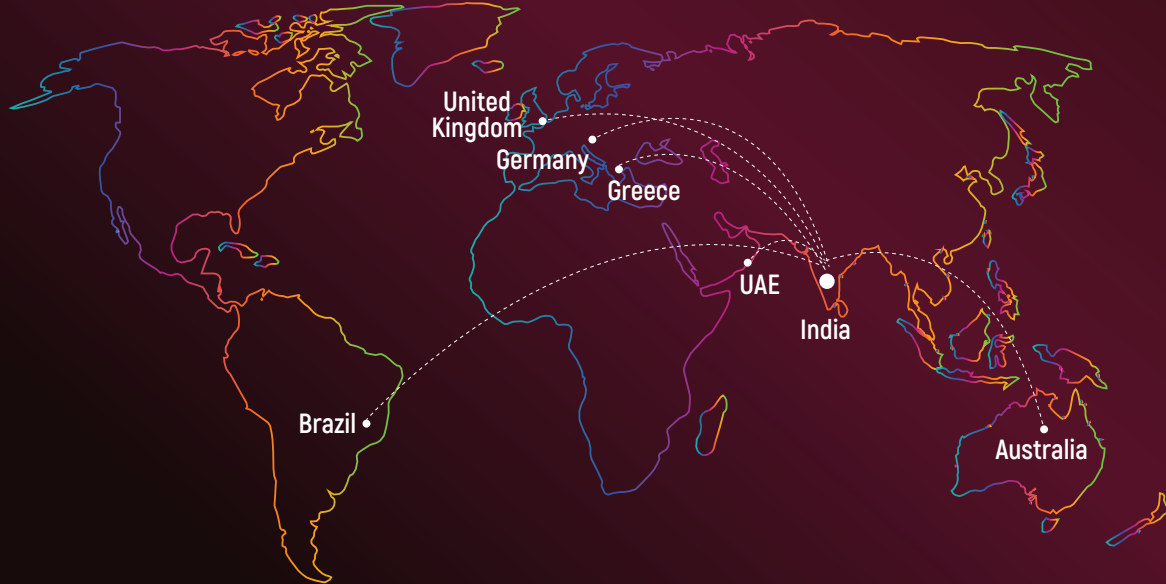 United
Kingdom
Germany
Greece
UAE
India
Brazil
Australia